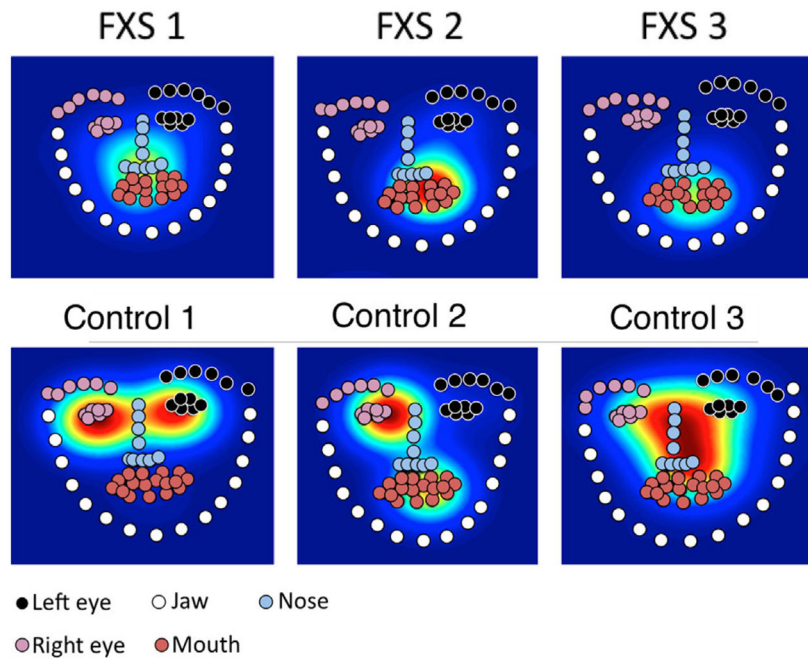 FXS 1 FXS 2 FXS 3
Control 1 Control 2 Control 3
Left eye Jaw Nose
Right eye Mouth